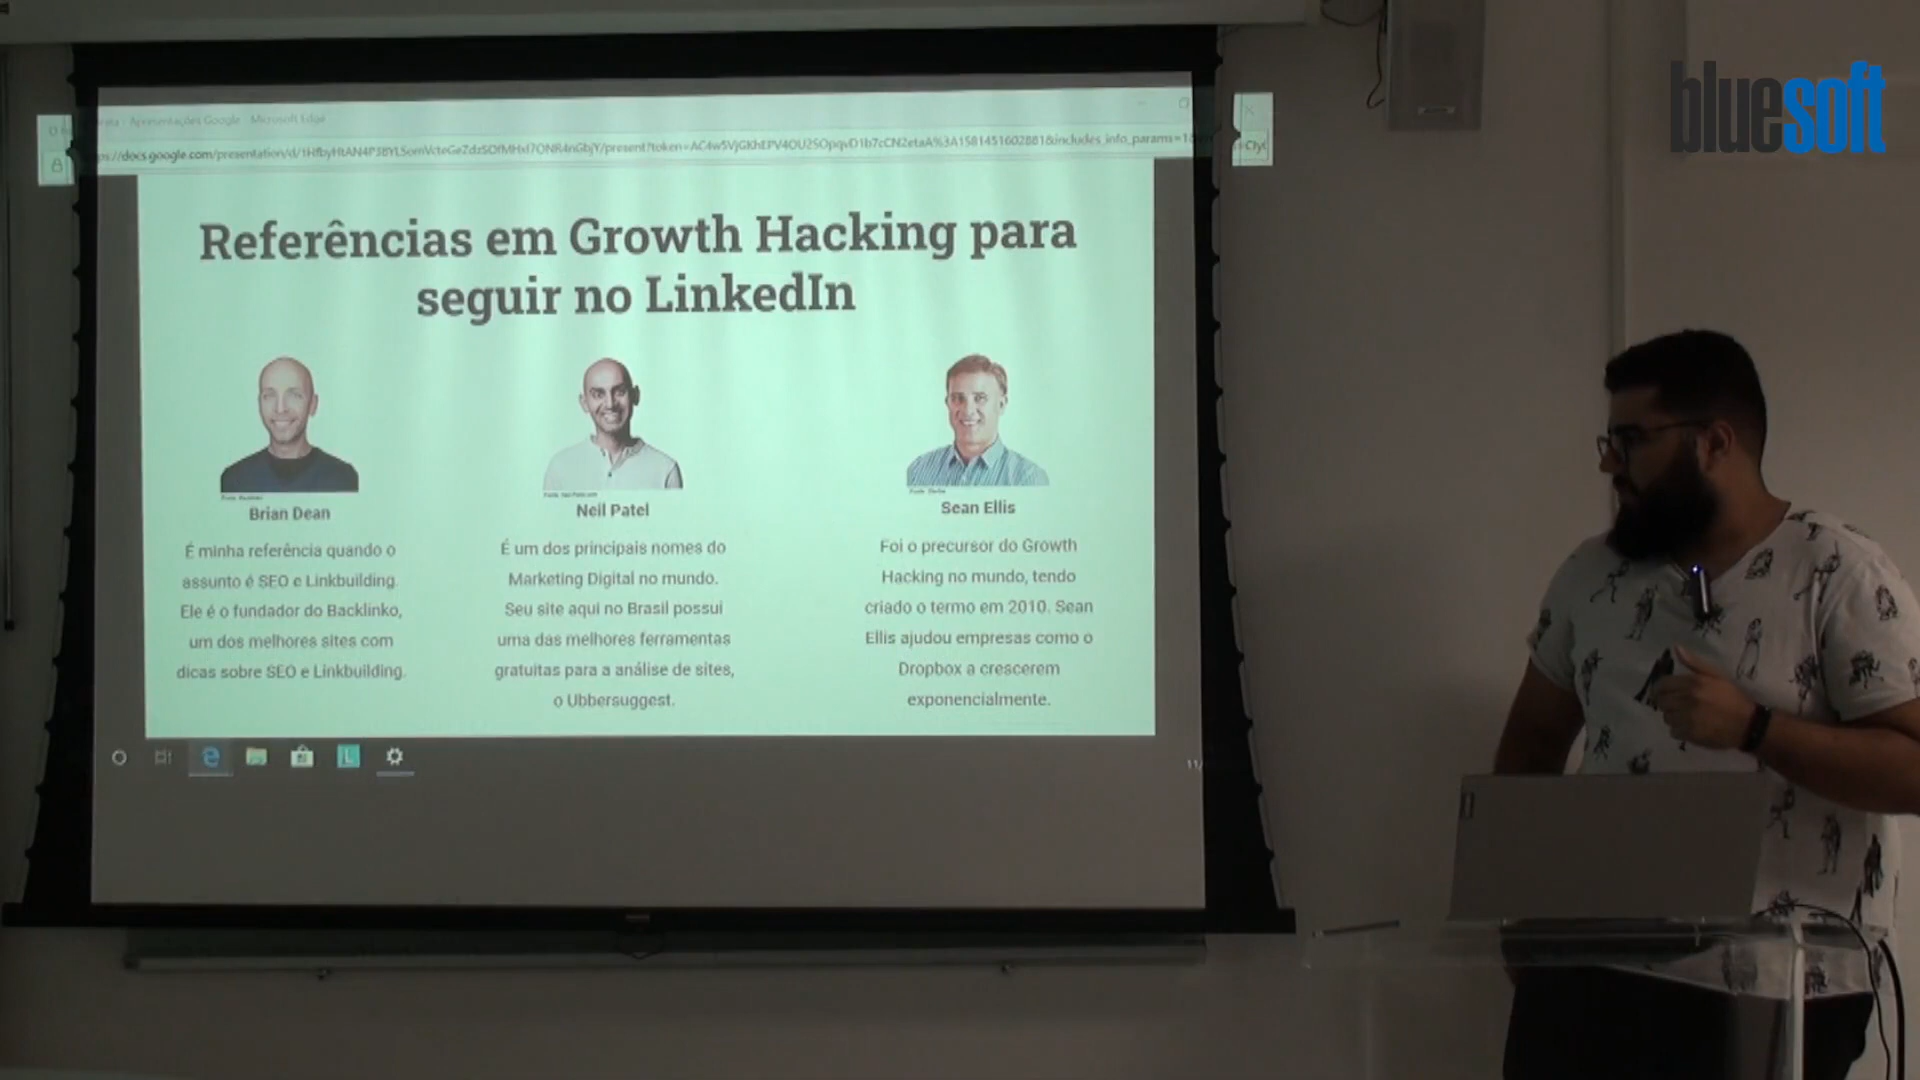 bluesoft
Apresentações Google - Microsoft Edge
Referências em Growth Hacking para
seguir no LinkedIn
Brian Dean
É minha referência quando o
assunto é SEO e Linkbuilding.
Ele é o fundador do Backlinko,
um dos melhores sites com
dicas sobre SEO e Linkbuilding.
Neil Patel
É um dos principais nomes do
Marketing Digital no mundo.
Seu site aqui no Brasil possui
uma das melhores ferramentas
gratuitas para a análise de sites,
o Ubbersuggest.
Sean Ellis
Foi o precursor do Growth
Hacking no mundo, tendo
criado o termo em 2010. Sean
Ellis ajudou empresas como o
Dropbox a crescerem
exponencialmente.